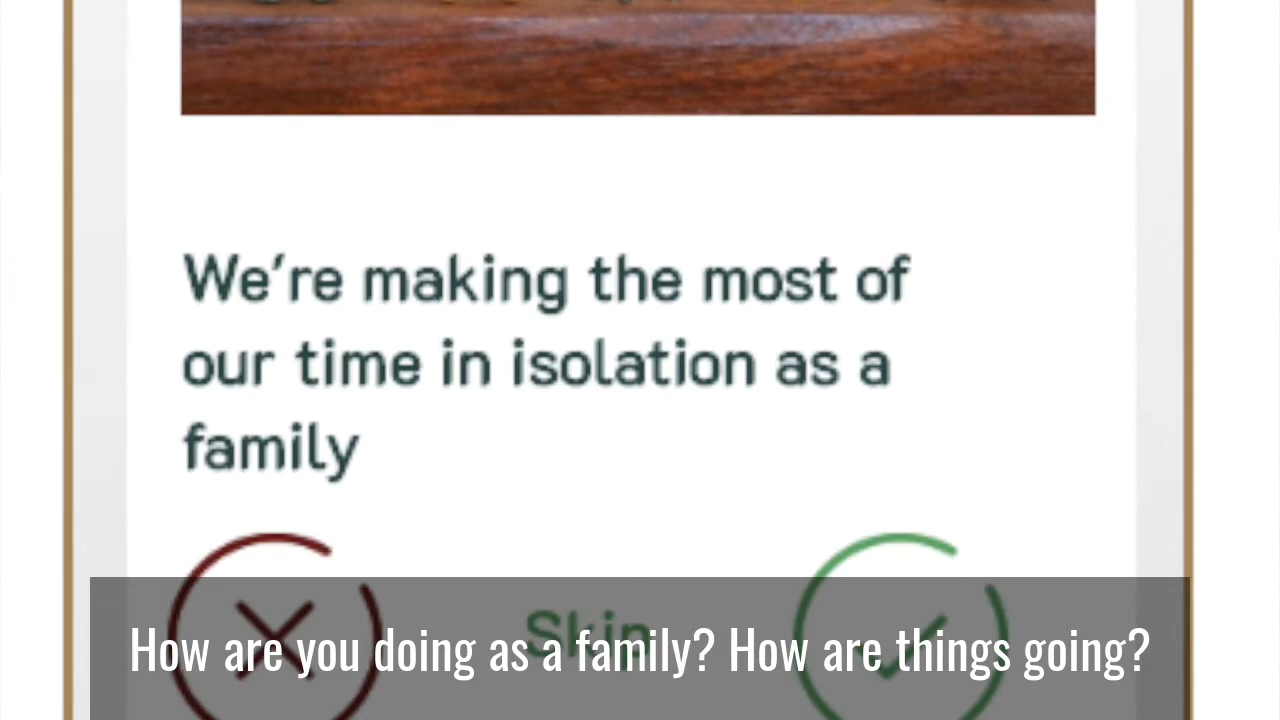 We're making the most of
our time in isolation as a
family
Skip
How are you doing as a family? How are things going?